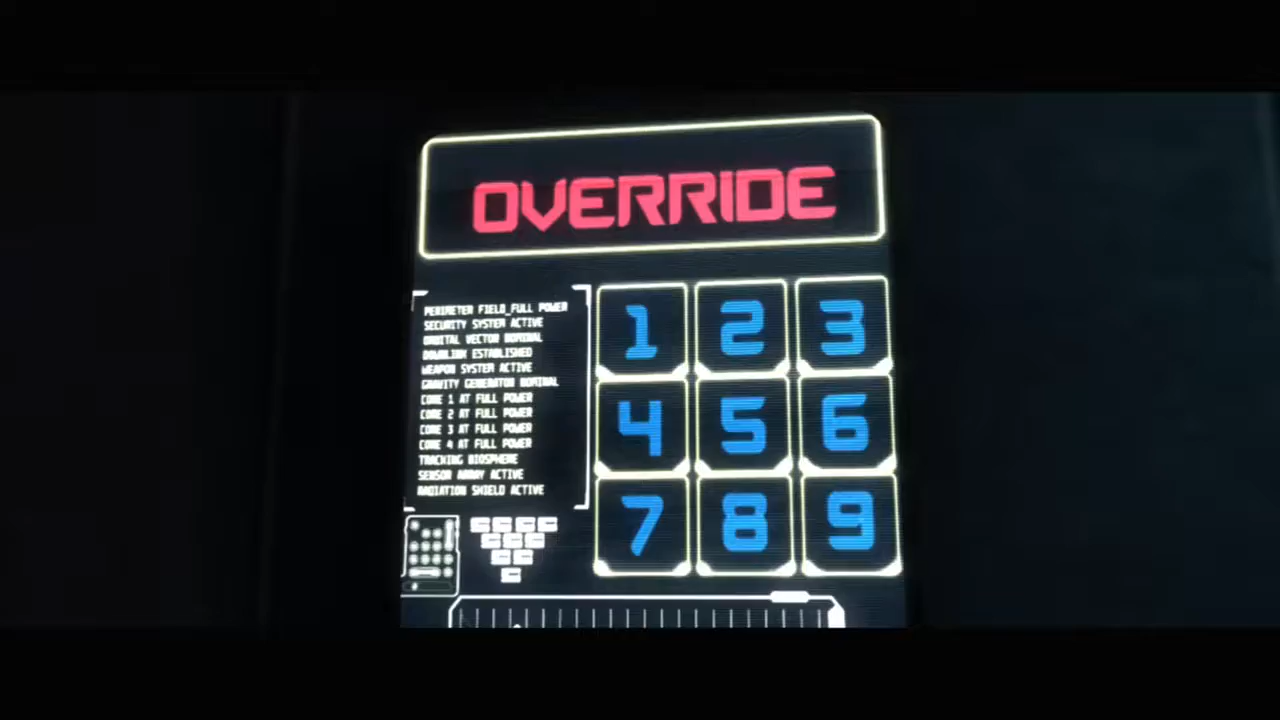 OVERRIDE
PERIMETER FIELD_FULL POWER
SECURITY SYSTEM ACTIVE
ORBITAL VECTOR NOMINAL
DOWNLINK ESTABLISHED
WEAPON SYSTEM ACTIVE
GRAVITY GENERATOR NOMINAL
CORE 1 AT FULL POWER
CORE 2 AT FULL POWER
CORE 3 AT FULL POWER
CORE 4 AT FULL POWER
TRACKING BIOSPHERE
SENSOR ARRAY ACTIVE
RADIATION SHIELD ACTIVE
1 2 3
4 5 6
7 8 9